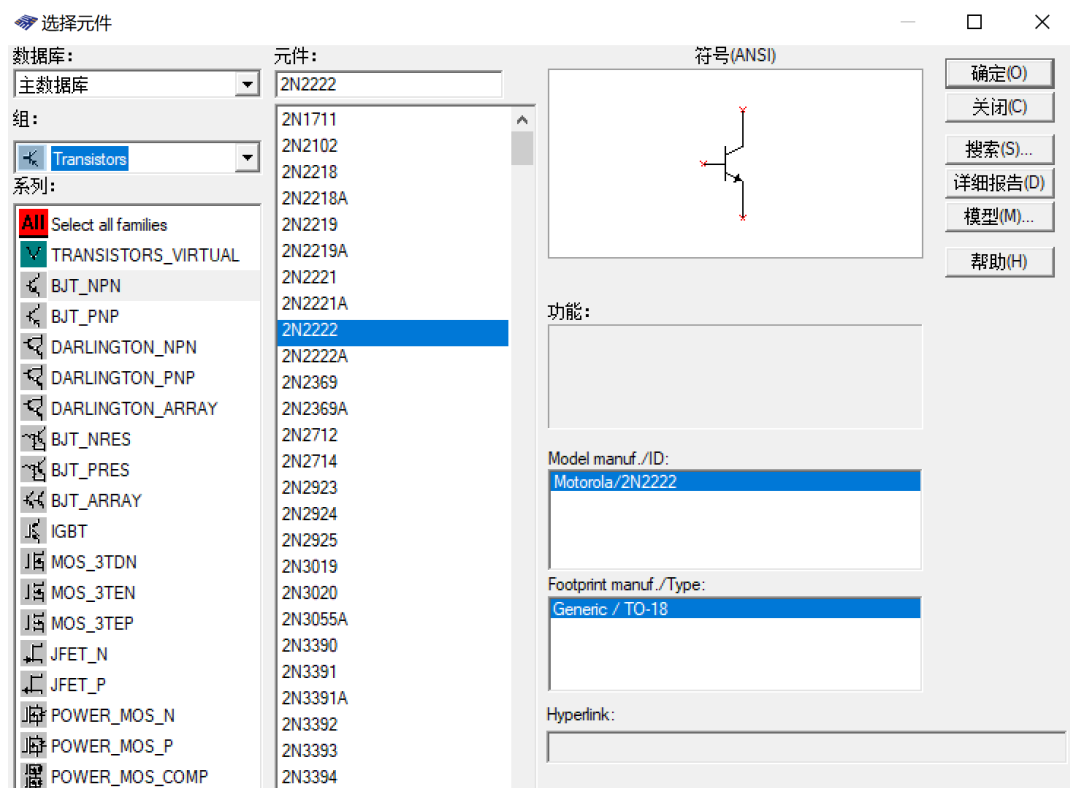 选择元件
数据库:
主数据库
组:
Transistors
系列:
All Select all families
TRANSISTORS_VIRTUAL
BJT_NPN
BJT_PNP
DARLINGTON_NPN
DARLINGTON_PNP
DARLINGTON_ARRAY
BJT_NRES
BJT_PRES
BJT_ARRAY
IGBT
MOS_3TDN
MOS_3TEN
MOS_3TEP
JFET_N
JFET_P
POWER_MOS_N
POWER_MOS_P
POWER_MOS_COMP
元件:
2N2222
2N1711
2N2102
2N2218
2N2218A
2N2219
2N2219A
2N2221
2N2221A
2N2222
2N2222A
2N2369
2N2369A
2N2712
2N2714
2N2923
2N2924
2N2925
2N3019
2N3020
2N3055A
2N3390
2N3391
2N3391A
2N3392
2N3393
2N3394
符号(ANSI)
功能:
Model manuf./ID:
Motorola/2N2222
Footprint manuf./Type:
Generic / TO-18
Hyperlink:
确定(O)
关闭(C)
搜索(S)...
详细报告(D)
模型(M)...
帮助(H)